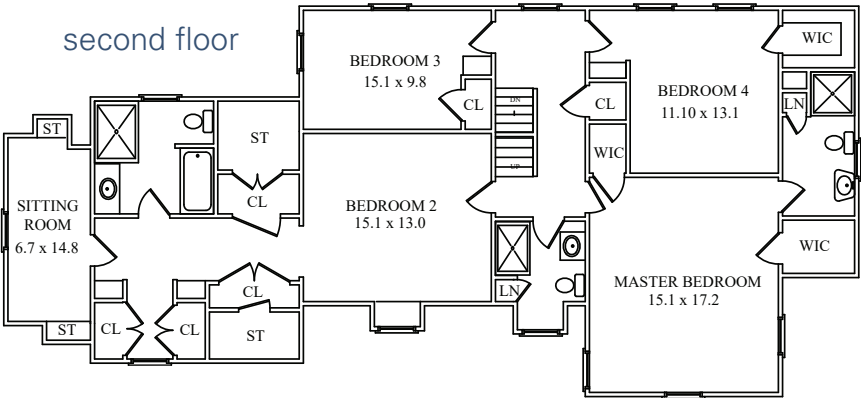 second floor
BEDROOM 3
15.1 x 9.8
WIC
BEDROOM 4
11.10 x 13.1
CL
DN
CL
LN
ST
ST
WIC
SITTING
ROOM
6.7 x 14.8
CL
BEDROOM 2
15.1 x 13.0
UP
WIC
MASTER BEDROOM
15.1 x 17.2
CL
LN
ST
CL
CL
ST